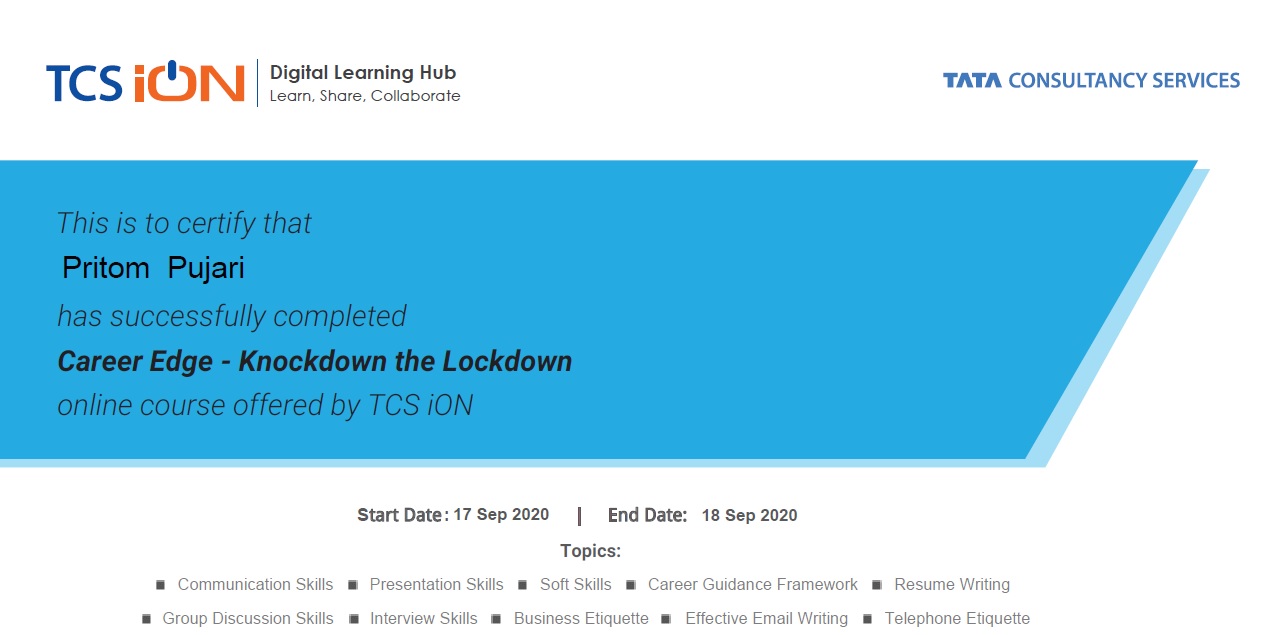 TCS iON
Digital Learning Hub
Learn, Share, Collaborate
TATA CONSULTANCY SERVICES
This is to certify that
Pritom Pujari
has successfully completed
Career Edge - Knockdown the Lockdown
online course offered by TCS iON
Start Date: 17 Sep 2020 | End Date: 18 Sep 2020
Topics:
■ Communication Skills ■ Presentation Skills ■ Soft Skills ■ Career Guidance Framework ■ Resume Writing
■ Group Discussion Skills ■ Interview Skills ■ Business Etiquette ■ Effective Email Writing ■ Telephone Etiquette